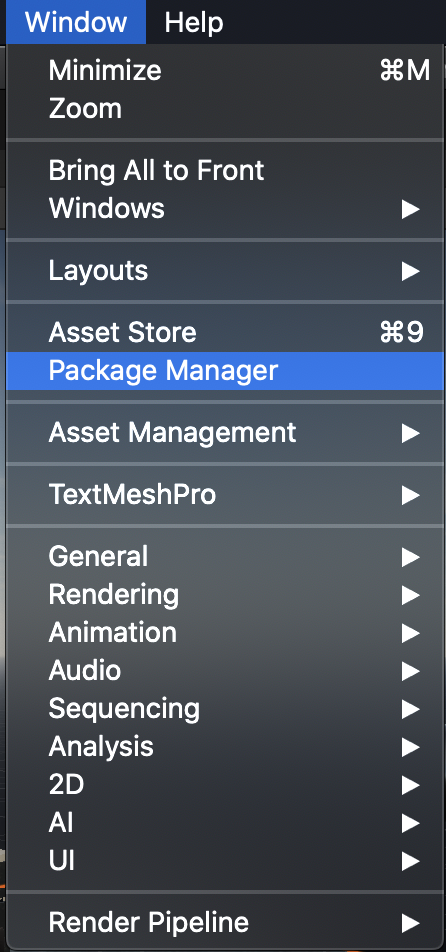 Window Help
Minimize ⌘M
Zoom
Bring All to Front
Windows ▶
Layouts ▶
Asset Store ⌘9
Package Manager
Asset Management ▶
TextMeshPro ▶
General ▶
Rendering ▶
Animation ▶
Audio ▶
Sequencing ▶
Analysis ▶
2D ▶
AI ▶
UI ▶
Render Pipeline ▶